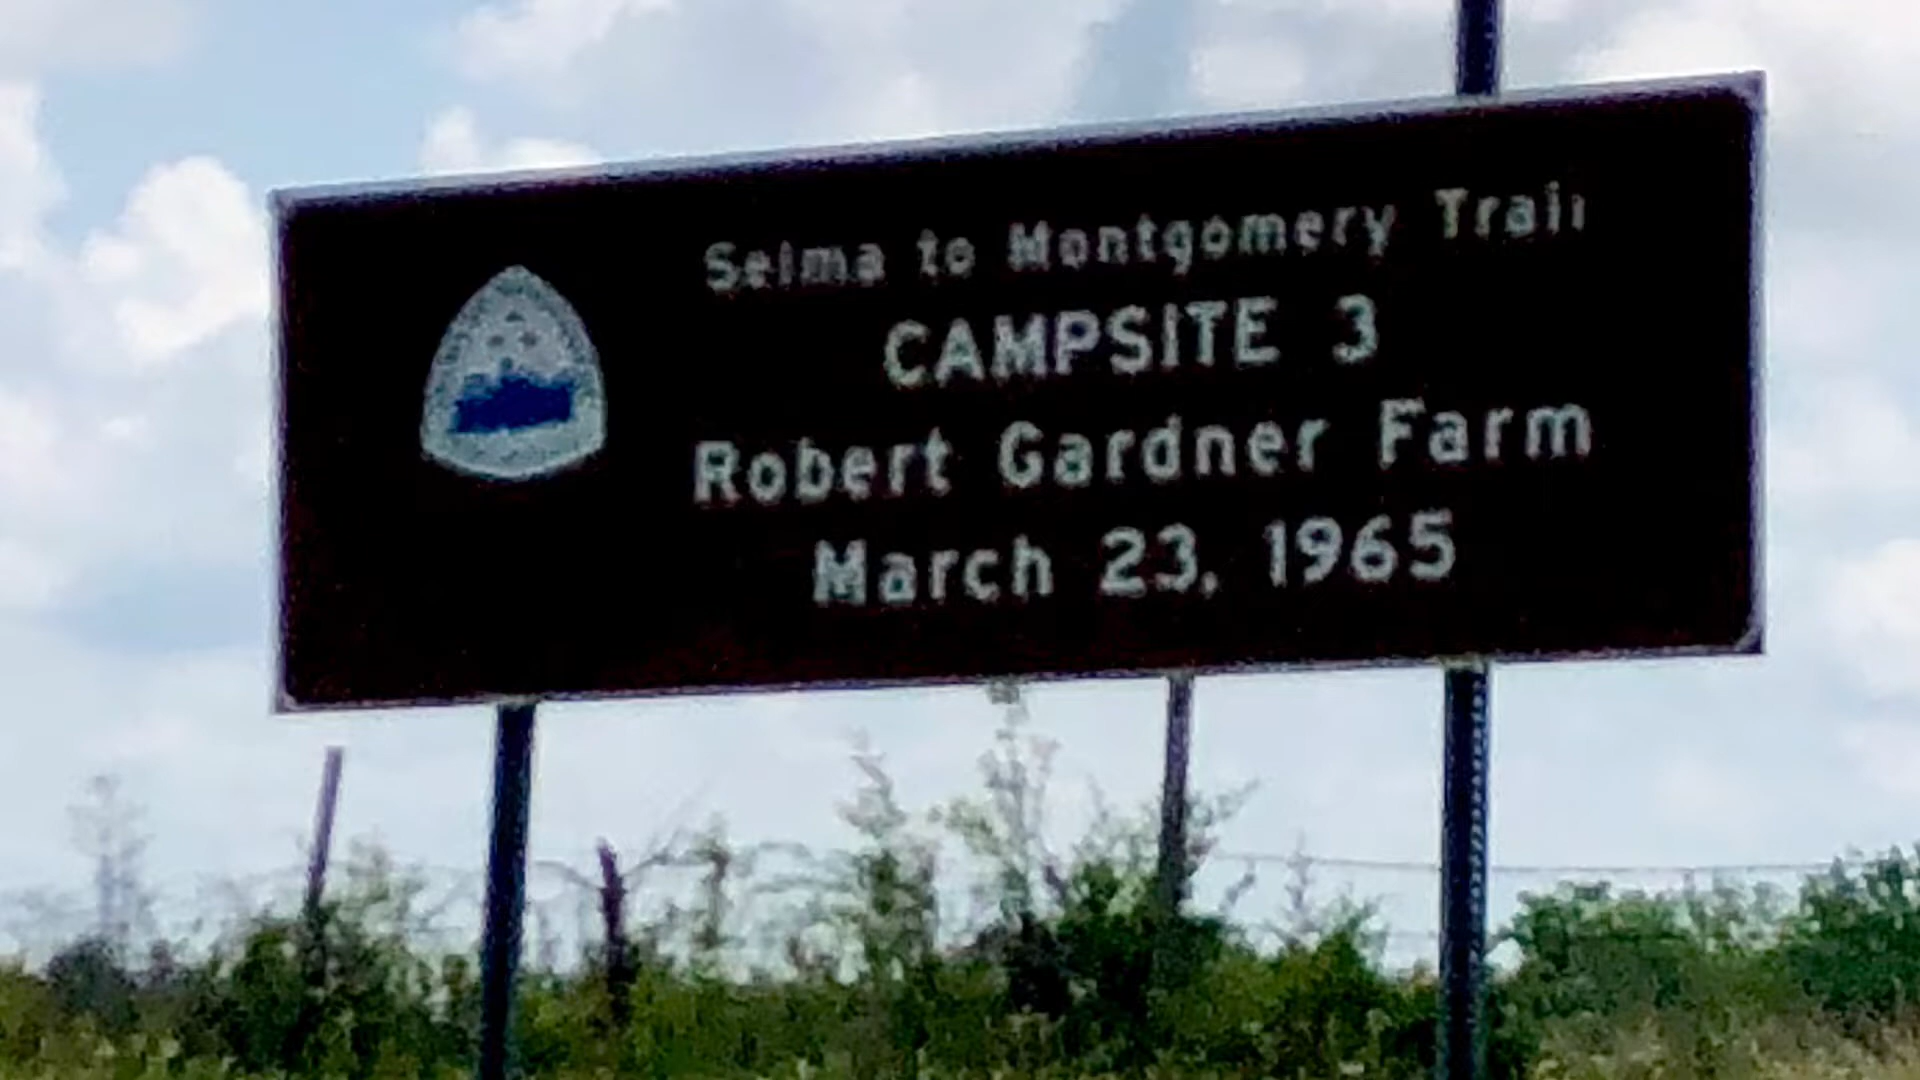 Selma to Montgomery Trail
CAMPSITE 3
Robert Gardner Farm
March 23, 1965